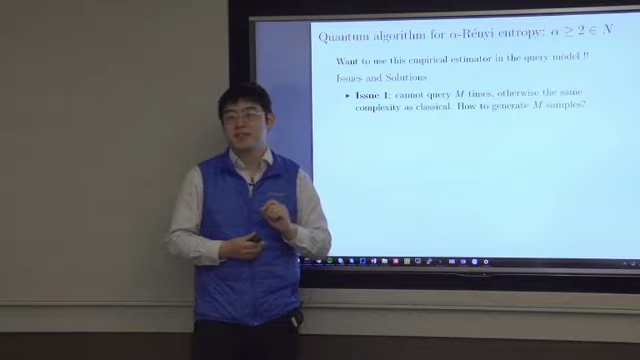 Quantum algorithm for α-Rényi entropy: α ≥ 2 ∈ N
Want to use this empirical estimator in the query model !!
Issues and Solutions
▸ Issue 1: cannot query M times, otherwise the same
complexity as classical. How to generate M samples?